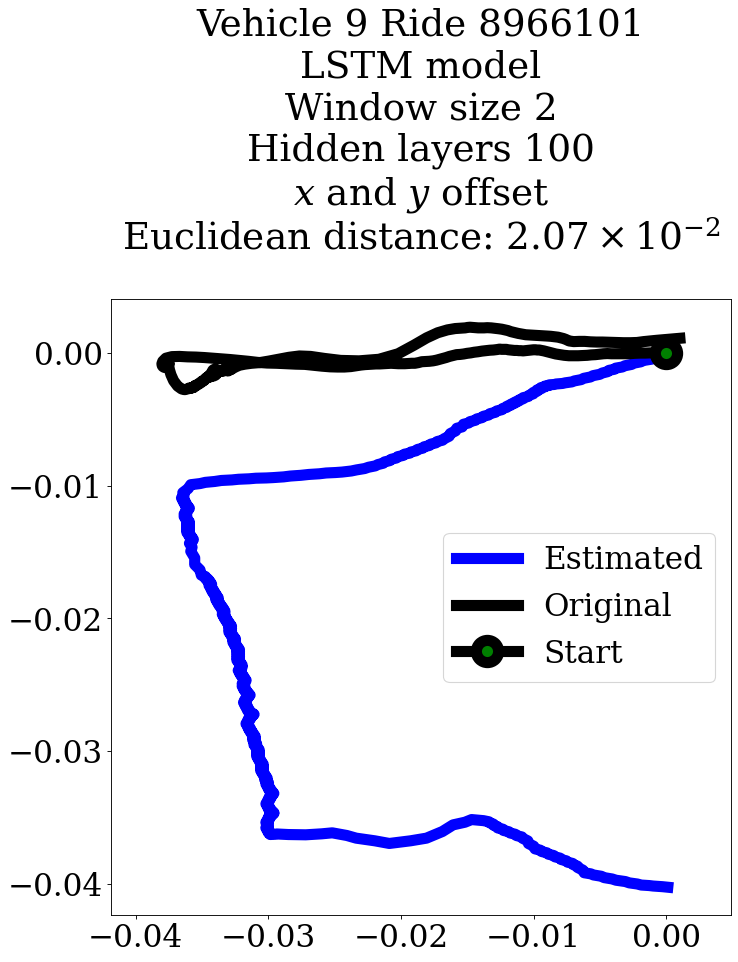 Vehicle 9 Ride 8966101
LSTM model
Window size 2
Hidden layers 100
x and y offset
Euclidean distance: 2.07 × 10⁻²
0.00
−0.01
−0.02
−0.03
−0.04
Estimated
Original
Start
−0.04 −0.03 −0.02 −0.01 0.00